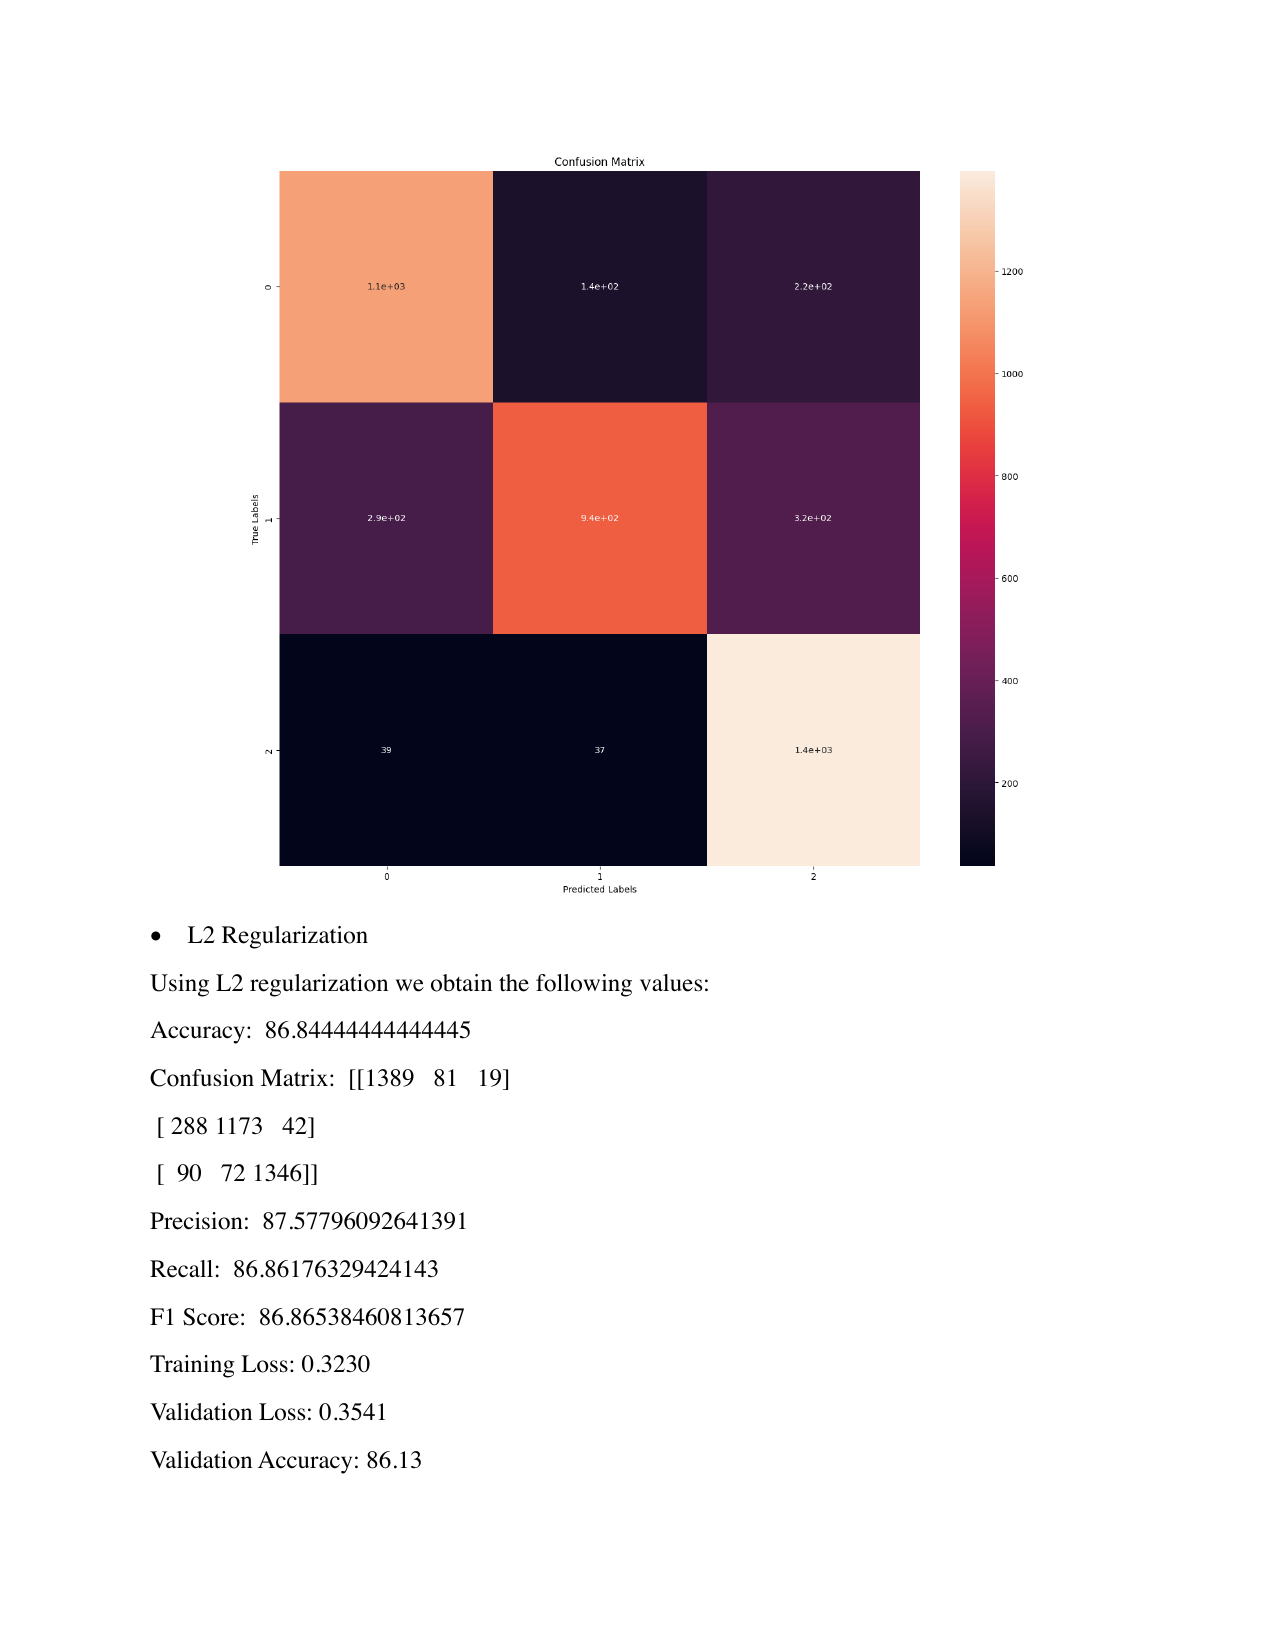 Confusion Matrix
1.1e+03 1.4e+02 2.2e+02
2.9e+02 9.4e+02 3.2e+02
39 37 1.4e+03
0
1
2
True Labels
0 1 2
Predicted Labels
1200
1000
800
600
400
200
• L2 Regularization
Using L2 regularization we obtain the following values:
Accuracy:  86.84444444444445
Confusion Matrix:  [[1389   81   19]
[ 288 1173   42]
[  90   72 1346]]
Precision:  87.57796092641391
Recall:  86.86176329424143
F1 Score:  86.86538460813657
Training Loss: 0.3230
Validation Loss: 0.3541
Validation Accuracy: 86.13